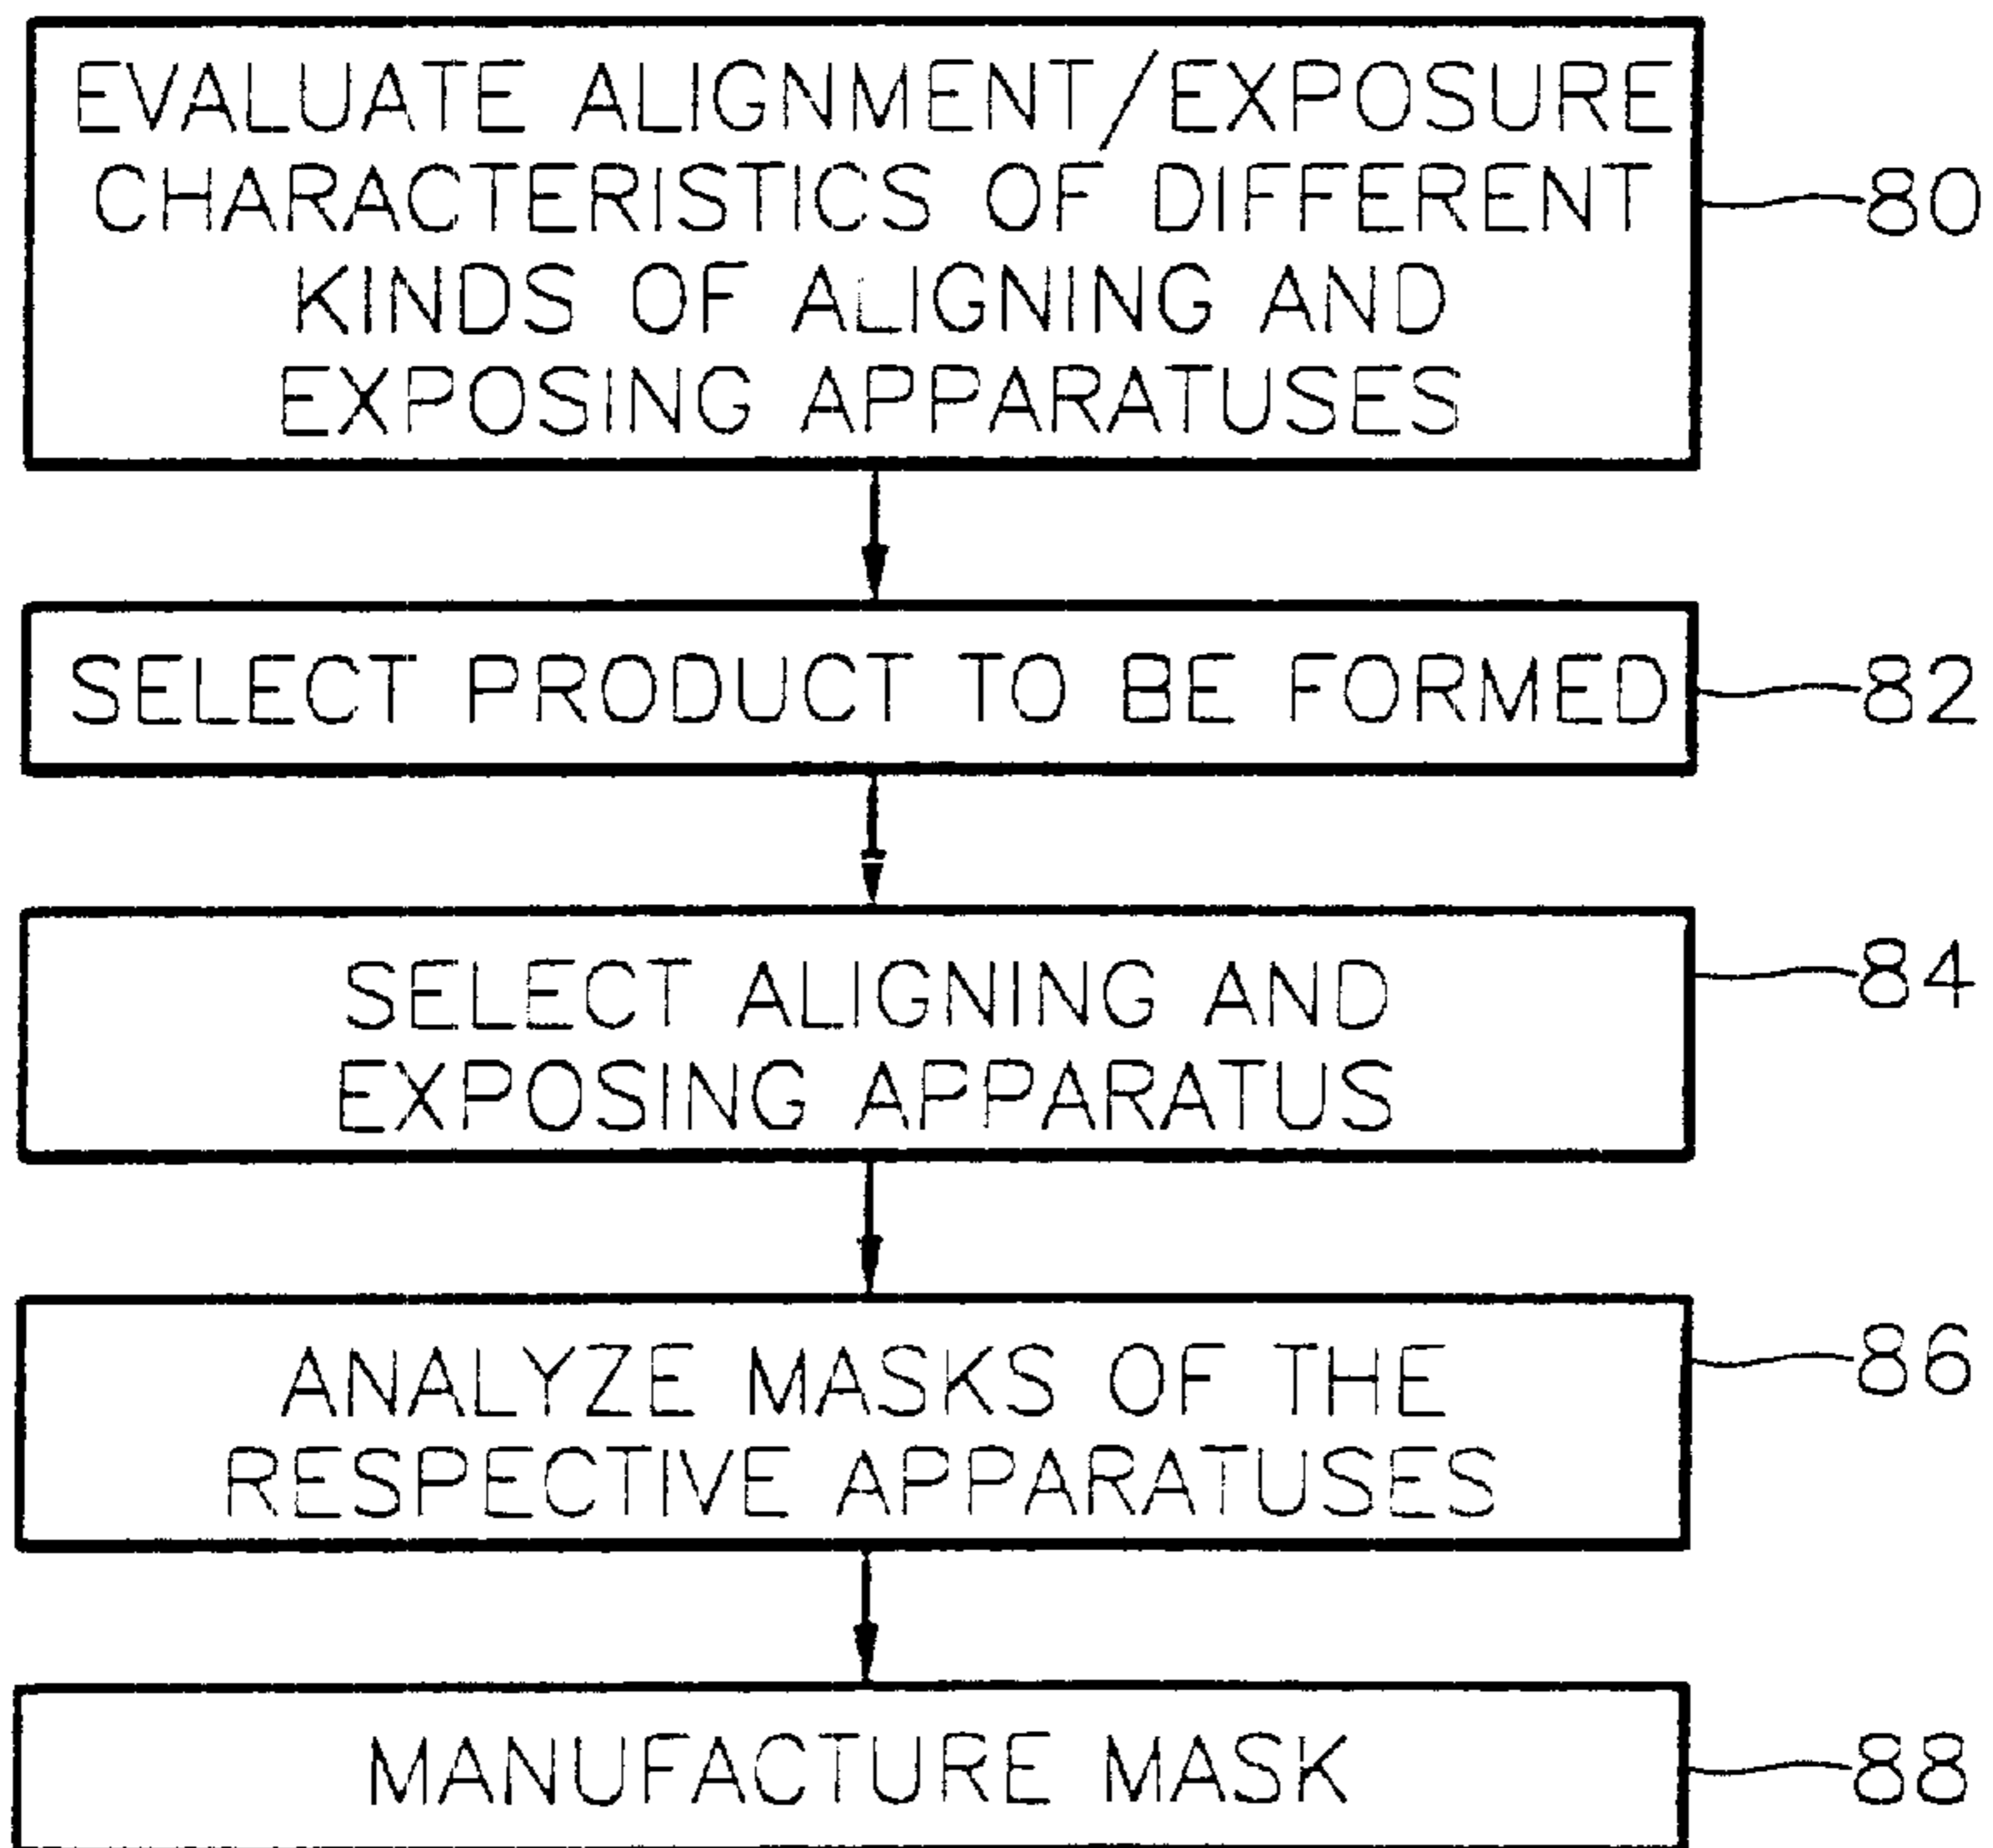 EVALUATE ALIGNMENT/EXPOSURE
CHARACTERISTICS OF DIFFERENT
KINDS OF ALIGNING AND
EXPOSING APPARATUSES
80
SELECT PRODUCT TO BE FORMED
82
SELECT ALIGNING AND
EXPOSING APPARATUS
84
ANALYZE MASKS OF THE
RESPECTIVE APPARATUSES
86
MANUFACTURE MASK
88